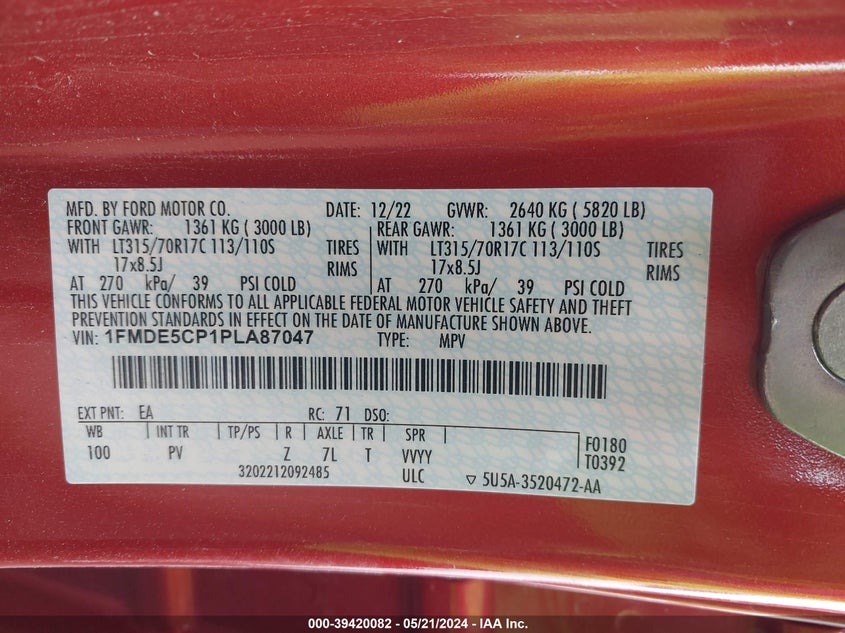 MFD. BY FORD MOTOR CO. DATE: 12/22 GVWR: 2640 KG ( 5820 LB)
FRONT GAWR: 1361 KG ( 3000 LB) REAR GAWR: 1361 KG ( 3000 LB)
WITH LT315/70R17C 113/110S TIRES WITH LT315/70R17C 113/110S TIRES
17x8.5J RIMS 17x8.5J RIMS
AT 270 kPa/ 39 PSI COLD AT 270 kPa/ 39 PSI COLD
THIS VEHICLE CONFORMS TO ALL APPLICABLE FEDERAL MOTOR VEHICLE SAFETY AND THEFT
PREVENTION STANDARDS IN EFFECT ON THE DATE OF MANUFACTURE SHOWN ABOVE.
VIN: 1FMDE5CP1PLA87047 TYPE: MPV
EXT PNT: EA RC: 71 DSO:
WB INT TR TP/PS R AXLE TR SPR F0180
100 PV Z 7L T VVYY T0392
3202212092485 ULC ▽ 5U5A-3520472-AA
000-39420082 - 05/21/2024 - IAA Inc.